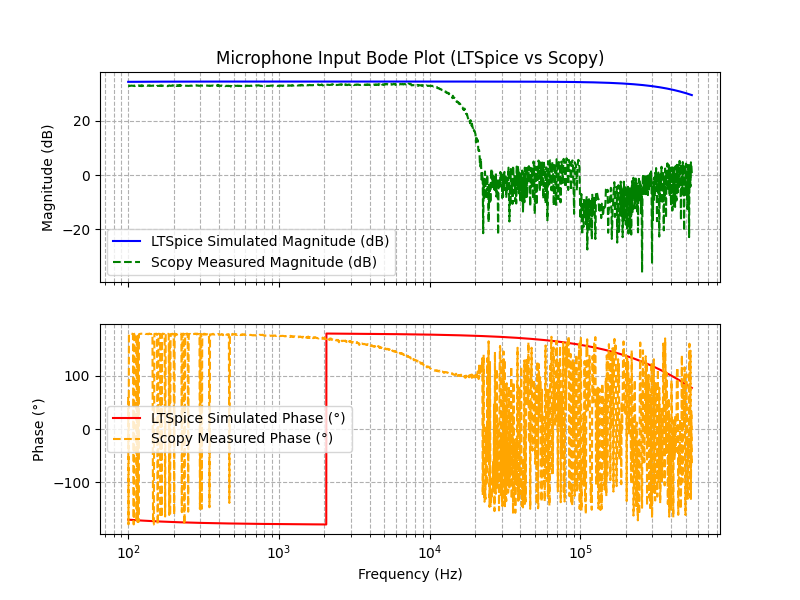 Microphone Input Bode Plot (LTSpice vs Scopy)
Magnitude (dB)
20
0
−20
LTSpice Simulated Magnitude (dB)
Scopy Measured Magnitude (dB)
Phase (°)
100
0
−100
LTSpice Simulated Phase (°)
Scopy Measured Phase (°)
10² 10³ 10⁴ 10⁵
Frequency (Hz)